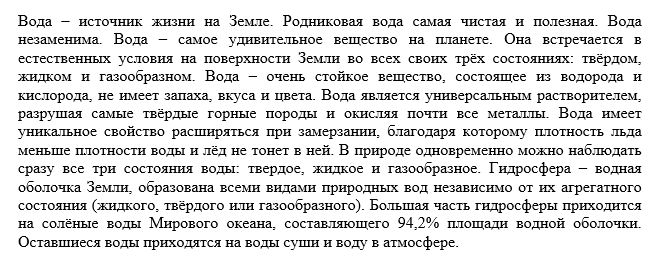 Вода – источник жизни на Земле. Родниковая вода самая чистая и полезная. Вода
незаменима. Вода – самое удивительное вещество на планете. Она встречается в
естественных условия на поверхности Земли во всех своих трёх состояниях: твёрдом,
жидком и газообразном. Вода – очень стойкое вещество, состоящее из водорода и
кислорода, не имеет запаха, вкуса и цвета. Вода является универсальным растворителем,
разрушая самые твёрдые горные породы и окисляя почти все металлы. Вода имеет
уникальное свойство расширяться при замерзании, благодаря которому плотность льда
меньше плотности воды и лёд не тонет в ней. В природе одновременно можно наблюдать
сразу все три состояния воды: твердое, жидкое и газообразное. Гидросфера – водная
оболочка Земли, образована всеми видами природных вод независимо от их агрегатного
состояния (жидкого, твёрдого или газообразного). Большая часть гидросферы приходится
на солёные воды Мирового океана, составляющего 94,2% площади водной оболочки.
Оставшиеся воды приходятся на воды суши и воду в атмосфере.